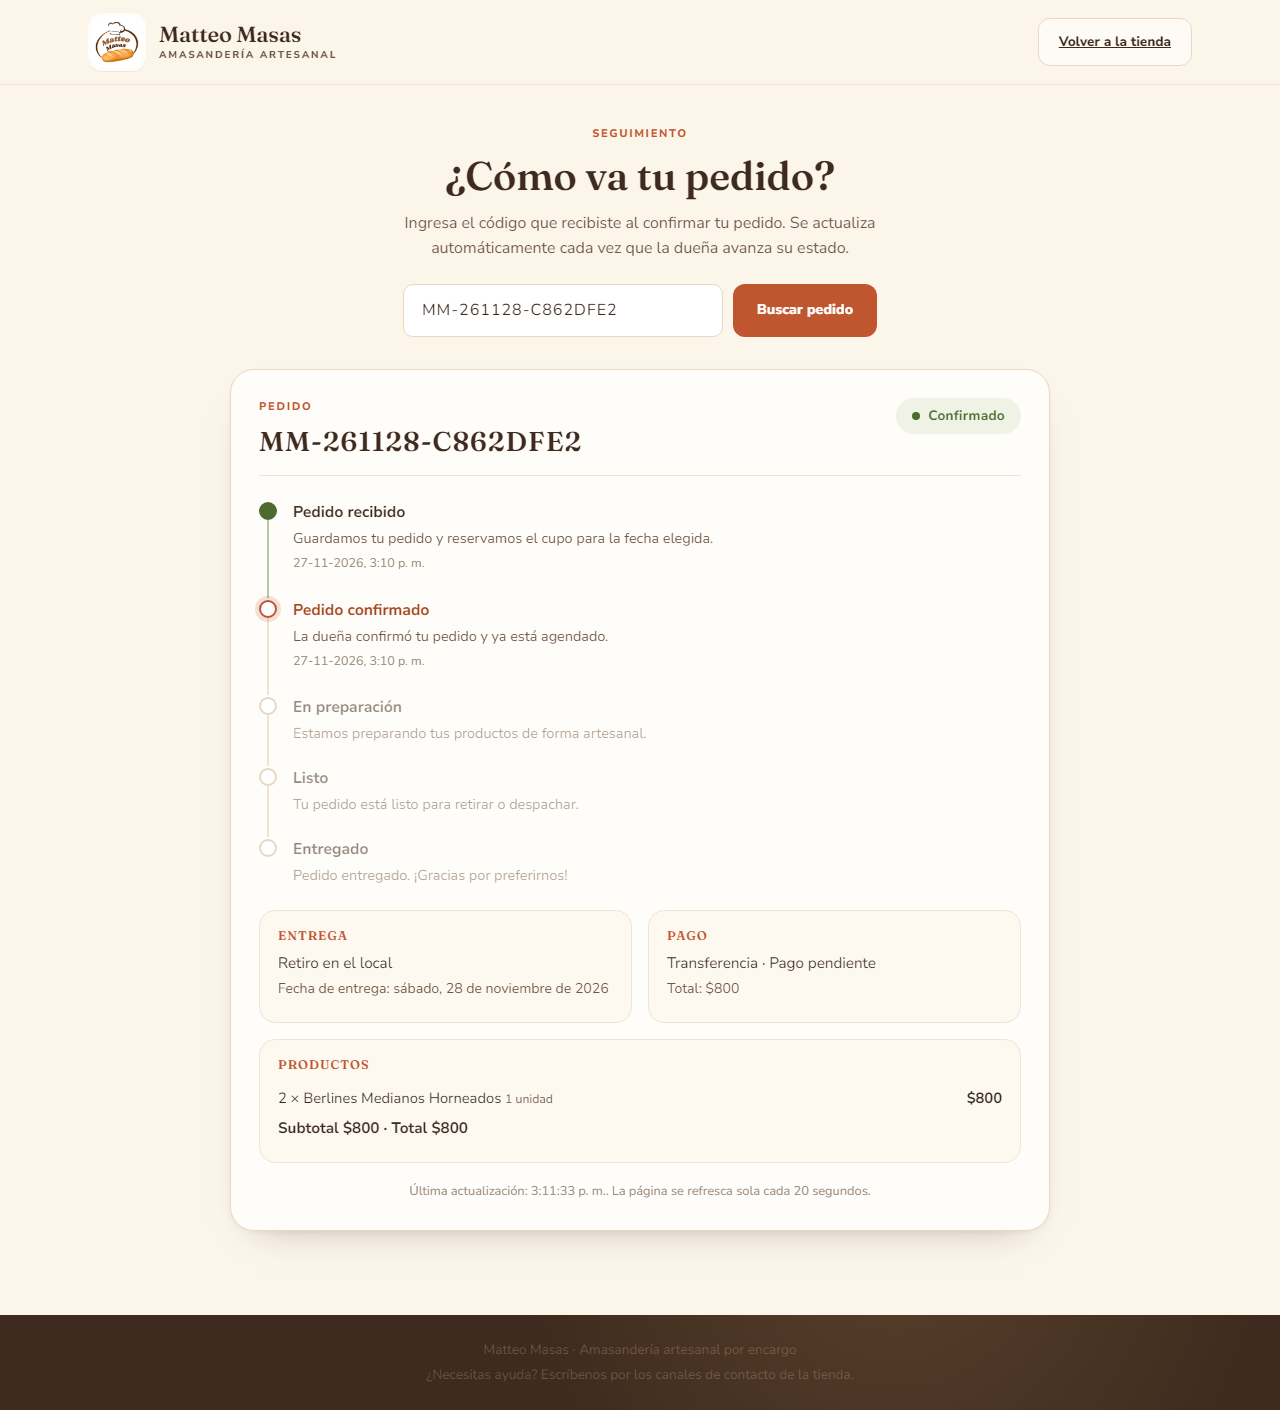 Matteo
Masas
Matteo Masas
AMASANDERÍA ARTESANAL
Volver a la tienda
SEGUIMIENTO
¿Cómo va tu pedido?
Ingresa el código que recibiste al confirmar tu pedido. Se actualiza
automáticamente cada vez que la dueña avanza su estado.
MM-261128-C862DFE2
Buscar pedido
PEDIDO
MM-261128-C862DFE2
Confirmado
Pedido recibido
Guardamos tu pedido y reservamos el cupo para la fecha elegida.
27-11-2026, 3:10 p. m.
Pedido confirmado
La dueña confirmó tu pedido y ya está agendado.
27-11-2026, 3:10 p. m.
En preparación
Estamos preparando tus productos de forma artesanal.
Listo
Tu pedido está listo para retirar o despachar.
Entregado
Pedido entregado. ¡Gracias por preferirnos!
ENTREGA
Retiro en el local
Fecha de entrega: sábado, 28 de noviembre de 2026
PAGO
Transferencia · Pago pendiente
Total: $800
PRODUCTOS
2 × Berlines Medianos Horneados 1 unidad $800
Subtotal $800 · Total $800
Última actualización: 3:11:33 p. m.. La página se refresca sola cada 20 segundos.
Matteo Masas · Amasandería artesanal por encargo
¿Necesitas ayuda? Escríbenos por los canales de contacto de la tienda.